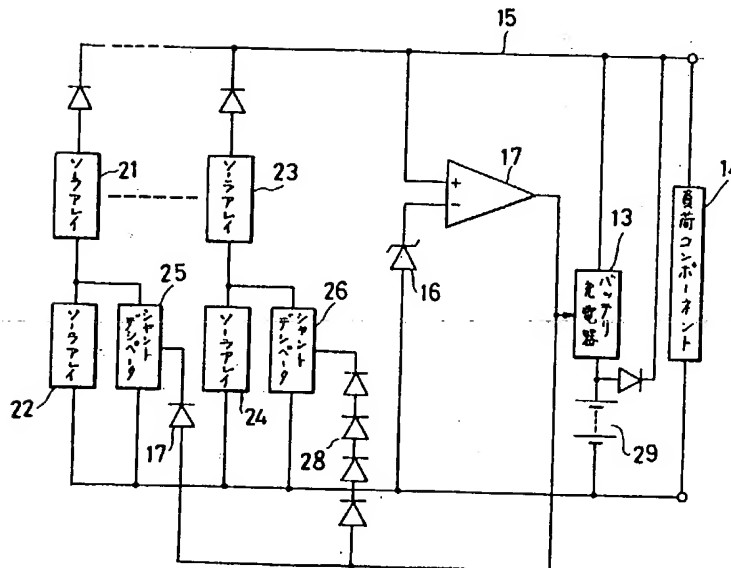 15
21
ソーラアレイ
23
ソーラアレイ
+
-
17
16
13
バッテリ
充電器
14
負荷コンポーネント
25
シャント
デシペータ
26
シャント
デシペータ
ソーラアレイ
22
17
ソーラアレイ
24
28
29